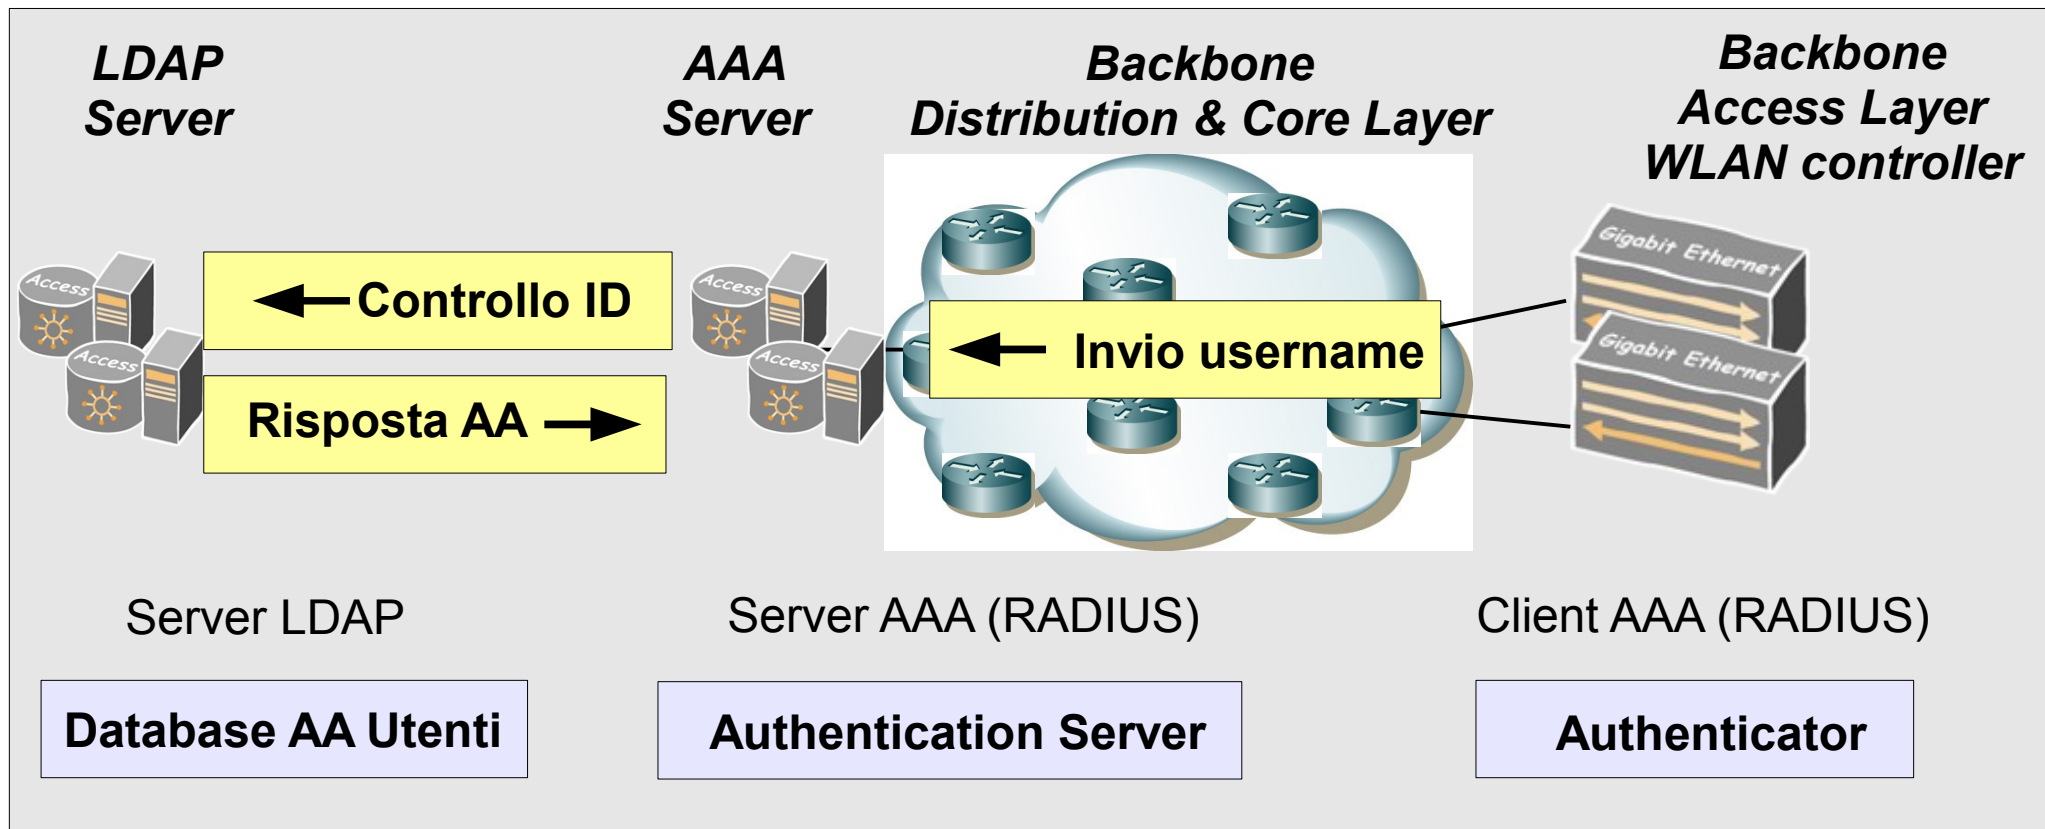 LDAP
Server
AAA
Server
Backbone
Distribution & Core Layer
Backbone
Access Layer
WLAN controller
Access
Access
Controllo ID
Risposta AA
Access
Access
Invio username
Gigabit Ethernet
Gigabit Ethernet
Server LDAP
Server AAA (RADIUS)
Client AAA (RADIUS)
Database AA Utenti
Authentication Server
Authenticator